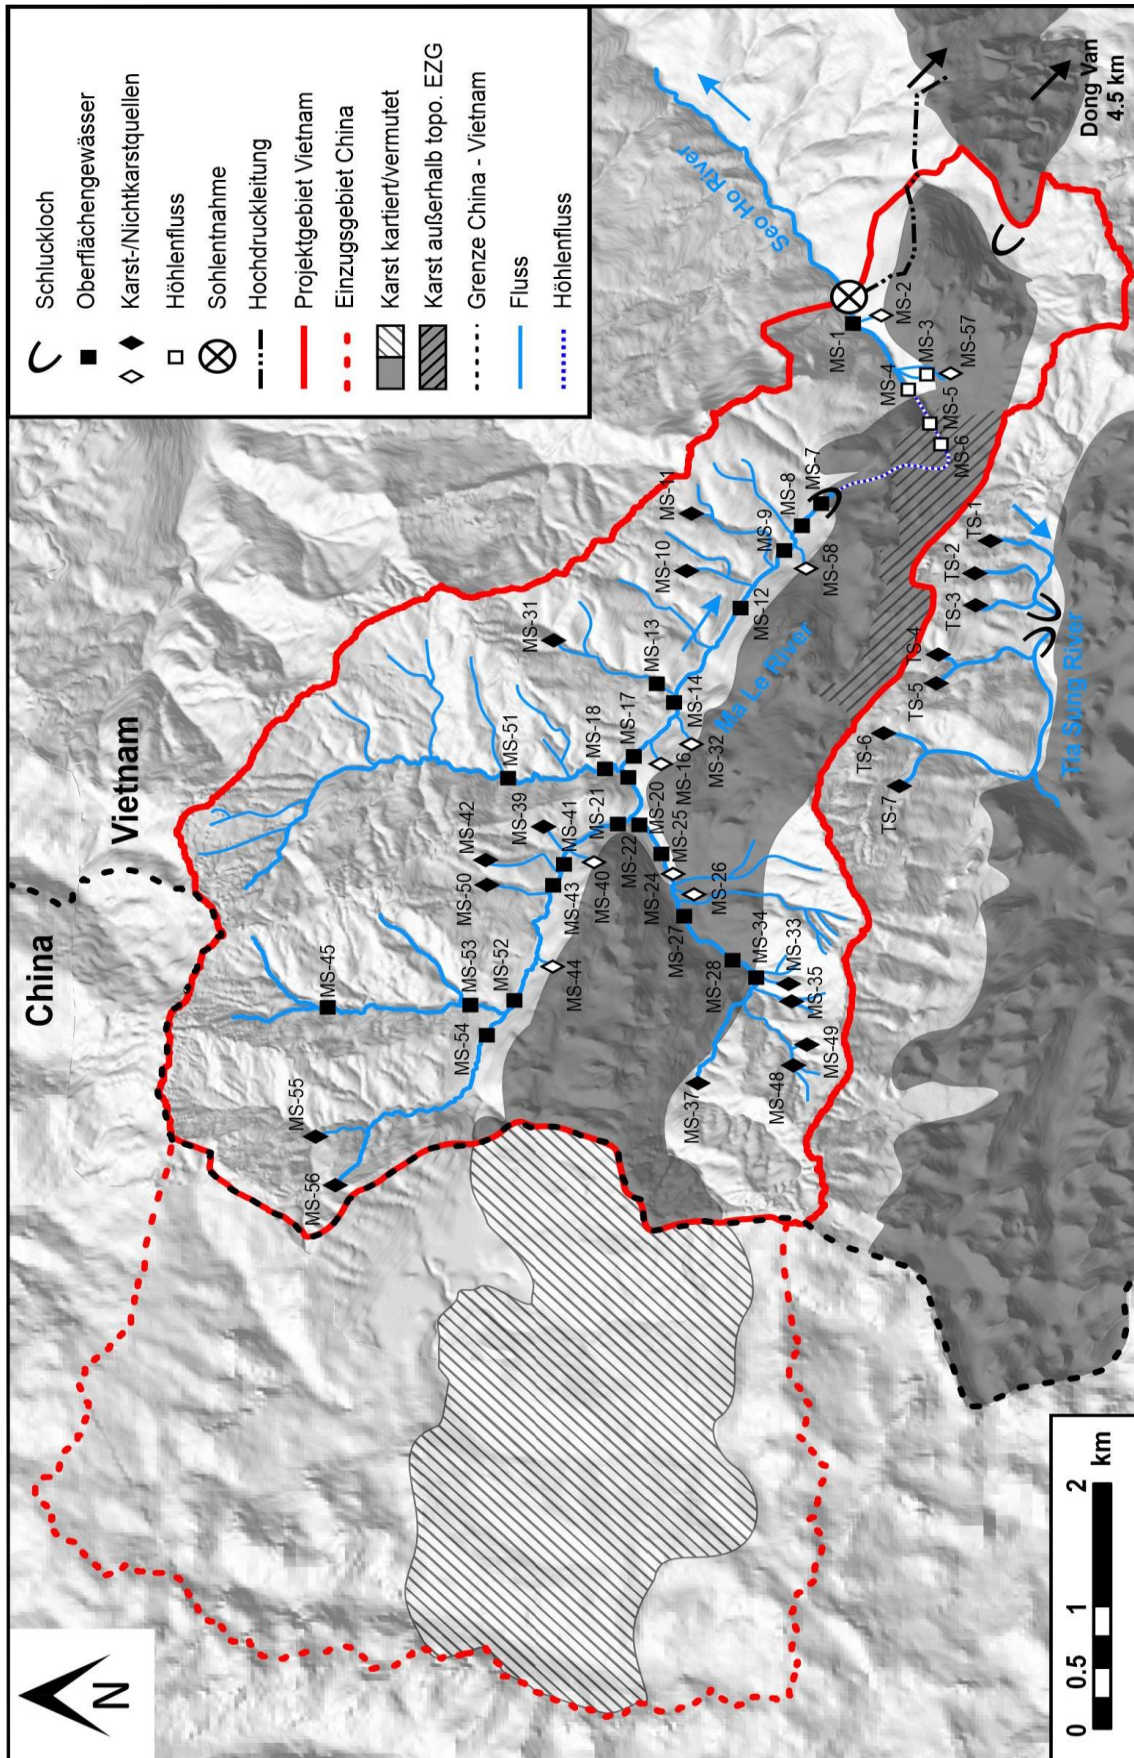 Schluckloch
Oberflächengewässer
Karst-/Nichtkarstquellen
Höhlenfluss
Sohlentnahme
Hochdruckleitung
Projektgebiet Vietnam
Einzugsgebiet China
Karst kartiert/vermutet
Karst außerhalb topo. EZG
Grenze China - Vietnam
Fluss
Höhlenfluss
N
China
Vietnam
MS-56
MS-55
MS-45
MS-54
MS-53
MS-52
MS-50
MS-42
MS-51
MS-39
MS-44
MS-43
MS-41
MS-40
MS-21
MS-18
MS-17
MS-22
MS-20
MS-16
MS-31
MS-13
MS-14
MS-32
MS-24
MS-25
MS-26
MS-27
MS-28
MS-34
MS-33
MS-35
MS-37
MS-48
MS-49
MS-10
MS-11
MS-12
MS-9
MS-8
MS-7
MS-58
Ma Le River
MS-6
MS-5
MS-4
MS-3
MS-57
MS-1
MS-2
Seo Ho River
TS-7
TS-6
TS-5
TS-4
TS-3
TS-2
TS-1
Tia Sung River
Dong Van
4.5 km
0 0.5 1 2
km